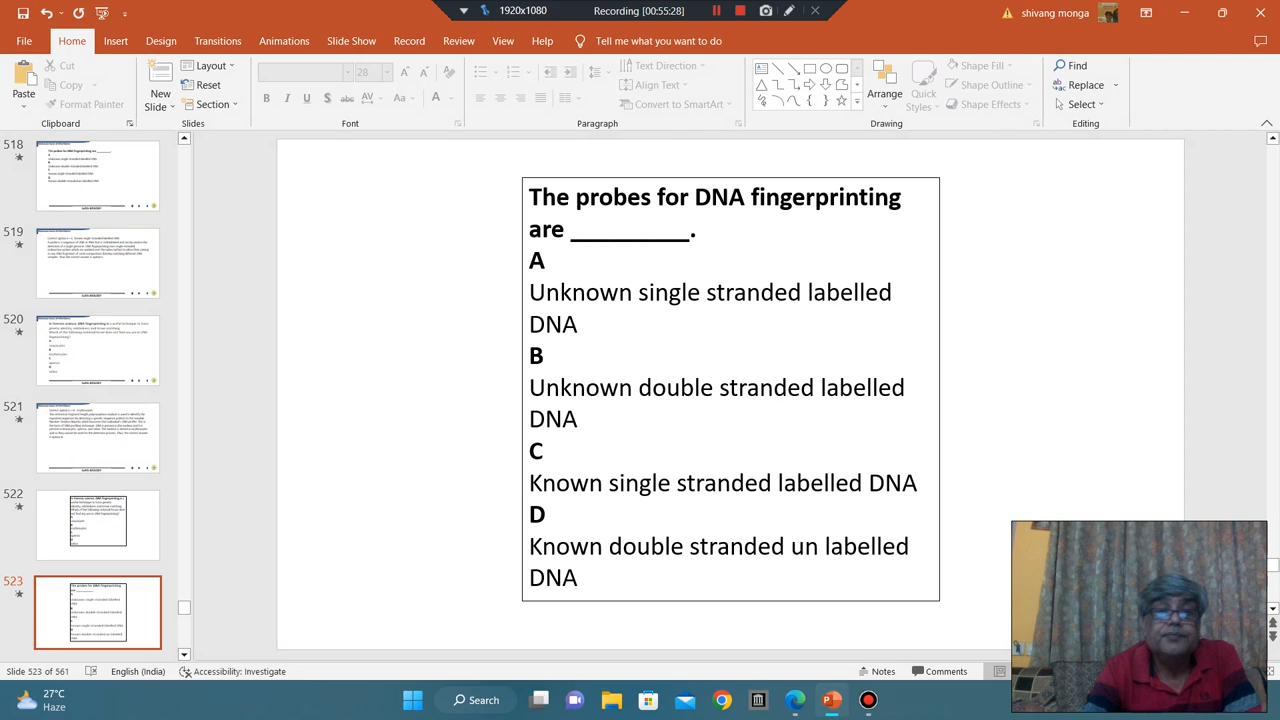 1920x1080
Recording [00:55:28]
shivang monga
File Home Insert Design Transitions Animations Slide Show Record Review View Help Tell me what you want to do
Paste
Cut
Copy
Format Painter
Clipboard
New Slide
Layout
Reset
Section
Slides
28
Font
Text Direction
Align Text
Convert to SmartArt
Paragraph
Arrange
Quick Styles
Shape Fill
Shape Outline
Shape Effects
Drawing
Find
Replace
Select
Editing
518
519
520
521
522
523
The probes for DNA fingerprinting
are _________.
A
Unknown single stranded labelled
DNA
B
Unknown double stranded labelled
DNA
C
Known single stranded labelled DNA
D
Known double stranded un labelled
DNA
Slide 523 of 561 English (India) Accessibility: Investigate Notes Comments
27°C
Haze
Search